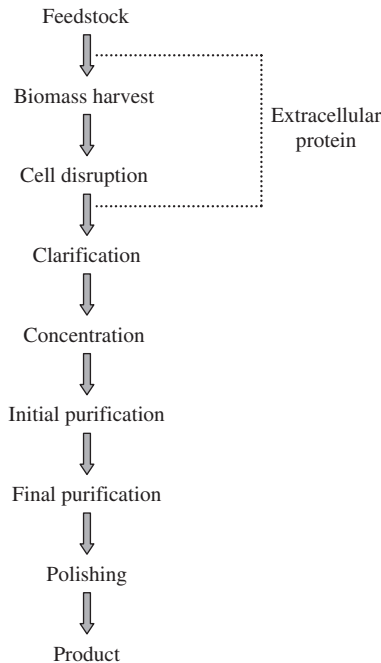 Feedstock
Biomass harvest
Extracellular
protein
Cell disruption
Clarification
Concentration
Initial purification
Final purification
Polishing
Product